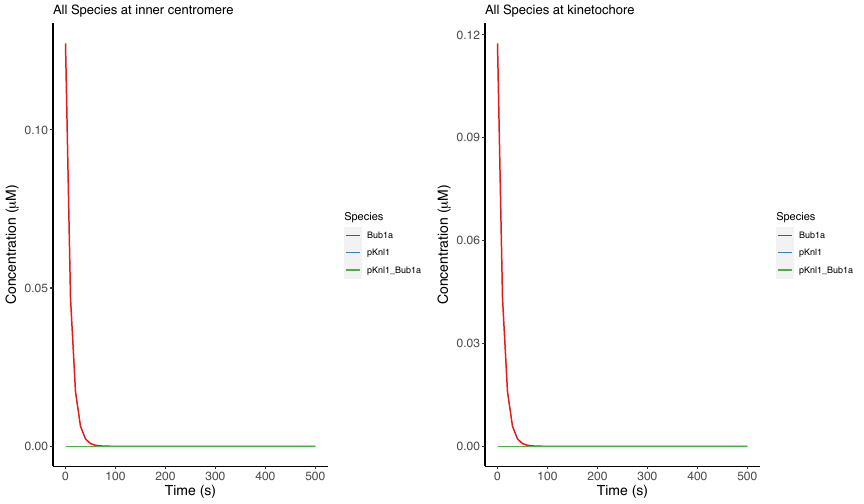 All Species at inner centromere
Concentration (μM)
0.10
0.05
0.00
0
100
200
300
400
500
Time (s)
Species
Bub1a
pKnl1
pKnl1_Bub1a
All Species at kinetochore
Concentration (μM)
0.12
0.09
0.06
0.03
0.00
0
100
200
300
400
500
Time (s)
Species
Bub1a
pKnl1
pKnl1_Bub1a